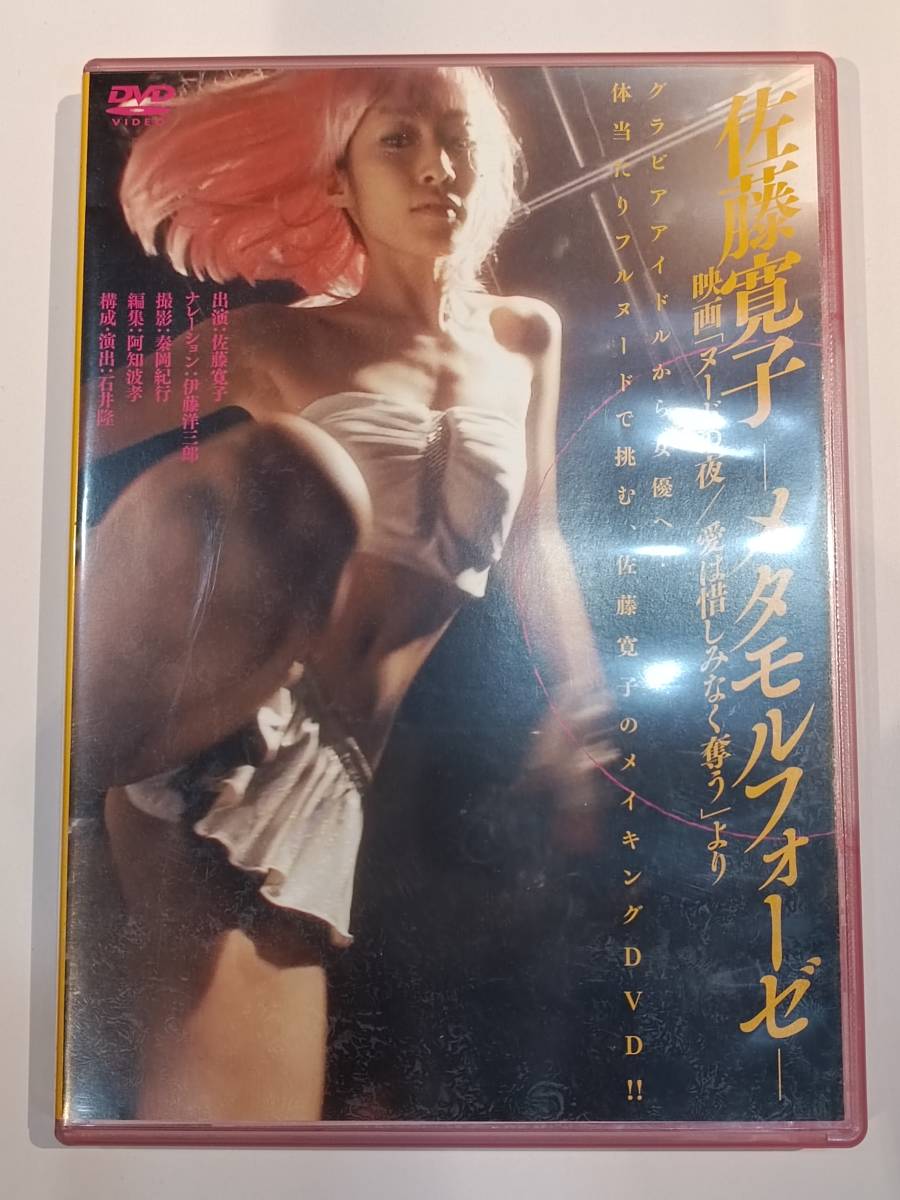 佐藤寛子
―メタモルフォーゼ―
映画「ヌードの夜/愛は惜しみなく奪う」より
グラビアアイドルから女優へ
体当たりフルヌードで挑む、佐藤寛子のメイキングDVD!!
DVD
VIDEO
出演:佐藤寛子
ナレーション:伊藤洋三郎
撮影:秦岡紀行
編集:阿知波孝
構成・演出:石井隆